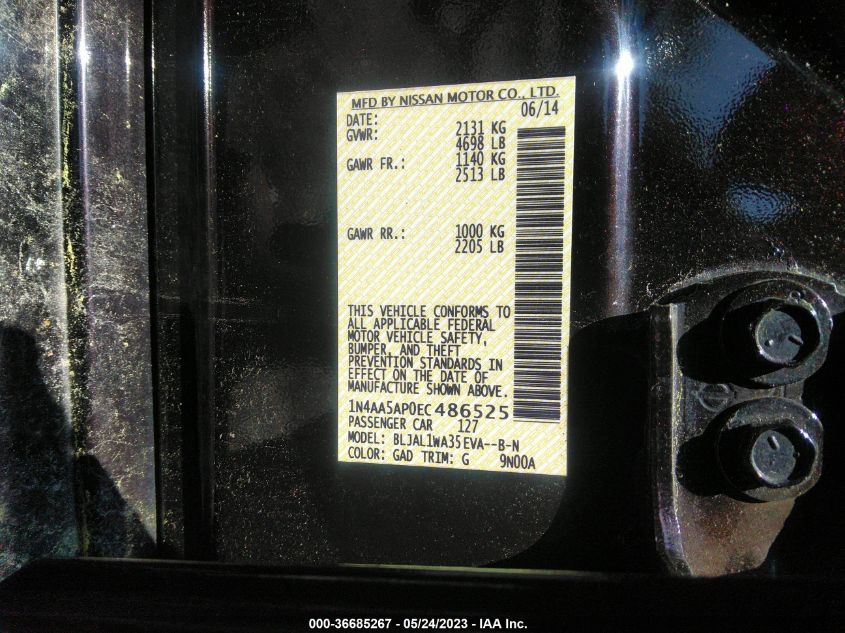 MFD BY NISSAN MOTOR CO., LTD.
DATE: 06/14
GVWR: 2131 KG
4698 LB
GAWR FR.: 1140 KG
2513 LB
GAWR RR.: 1000 KG
2205 LB
THIS VEHICLE CONFORMS TO
ALL APPLICABLE FEDERAL
MOTOR VEHICLE SAFETY,
BUMPER, AND THEFT
PREVENTION STANDARDS IN
EFFECT ON THE DATE OF
MANUFACTURE SHOWN ABOVE.
1N4AA5AP0EC486525
PASSENGER CAR 127
MODEL: BLJAL1WA35EVA--B-N
COLOR: GAD TRIM: G 9N00A
000-36685267 - 05/24/2023 - IAA Inc.